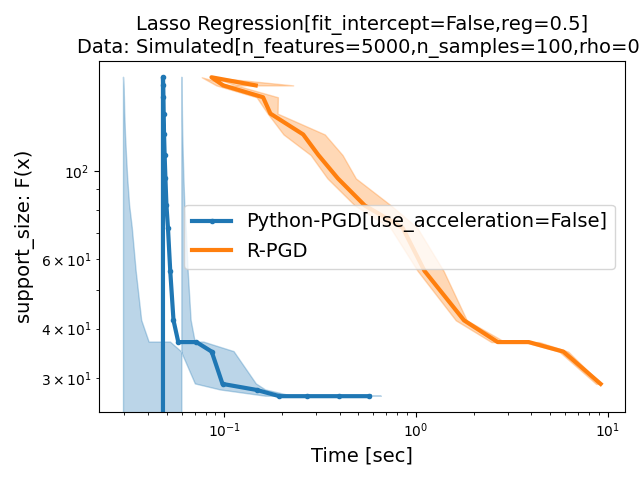 Lasso Regression[fit_intercept=False,reg=0.5]
Data: Simulated[n_features=5000,n_samples=100,rho=0
support_size: F(x)
10²
6 × 10¹
4 × 10¹
3 × 10¹
Python-PGD[use_acceleration=False]
R-PGD
10⁻¹
10⁰
10¹
Time [sec]